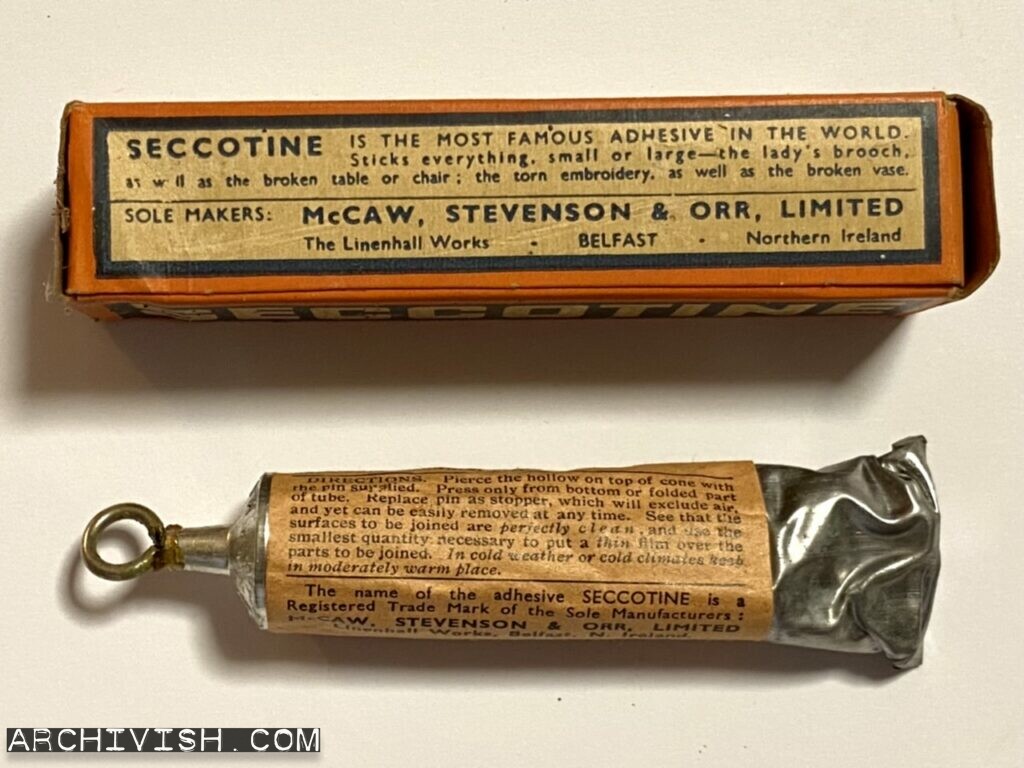 SECCOTINE IS THE MOST FAMOUS ADHESIVE IN THE WORLD.
Sticks everything, small or large—the lady's brooch,
as well as the broken table or chair; the torn embroidery, as well as the broken vase.
SOLE MAKERS: McCAW, STEVENSON & ORR, LIMITED
The Linenhall Works - BELFAST - Northern Ireland
SECCOTINE
DIRECTIONS. Pierce the hollow on top of cone with
the pin supplied. Press only from bottom or folded part
of tube. Replace pin as stopper, which will exclude air,
and yet can be easily removed at any time. See that the
surfaces to be joined are perfectly clean, and use the
smallest quantity necessary to put a thin film over the
parts to be joined. In cold weather or cold climates keep
in moderately warm place.
The name of the adhesive SECCOTINE is a
Registered Trade Mark of the Sole Manufacturers:
McCAW, STEVENSON & ORR, LIMITED
Linenhall Works, Belfast, N. Ireland.
ARCHIVISH.COM